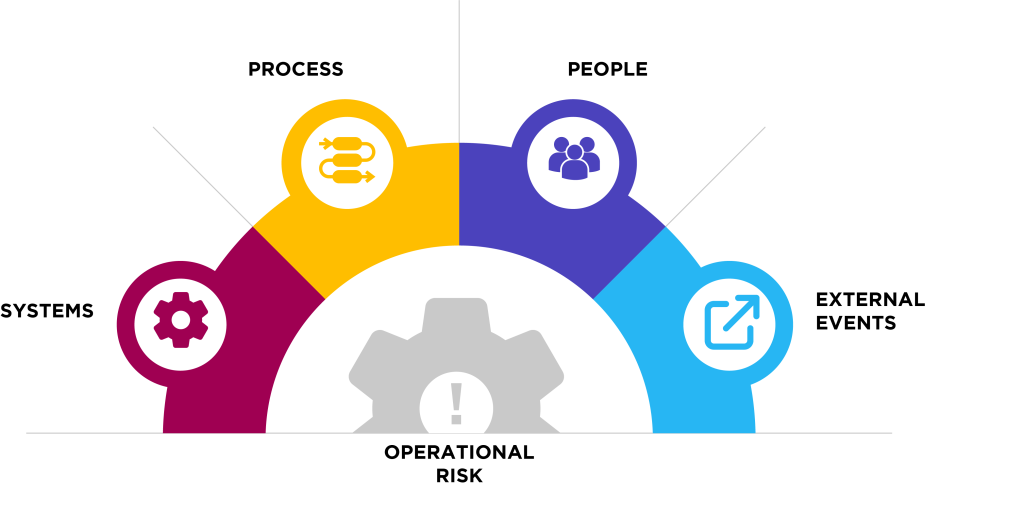 PROCESS
PEOPLE
SYSTEMS
EXTERNAL
EVENTS
!
OPERATIONAL
RISK